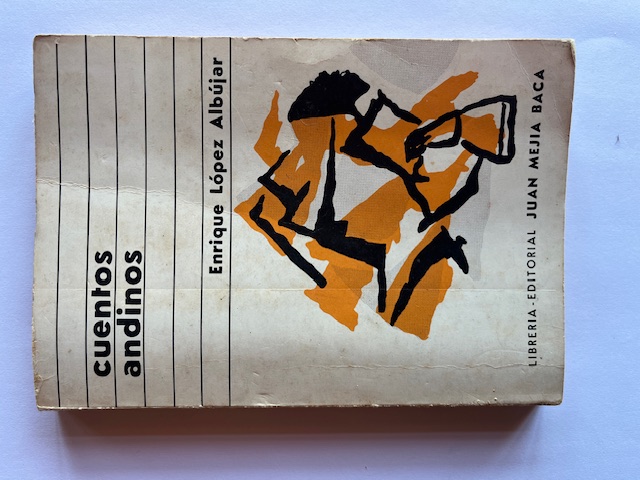 cuentos
andinos
Enrique López Albújar
LIBRERIA - EDITORIAL JUAN MEJIA BACA